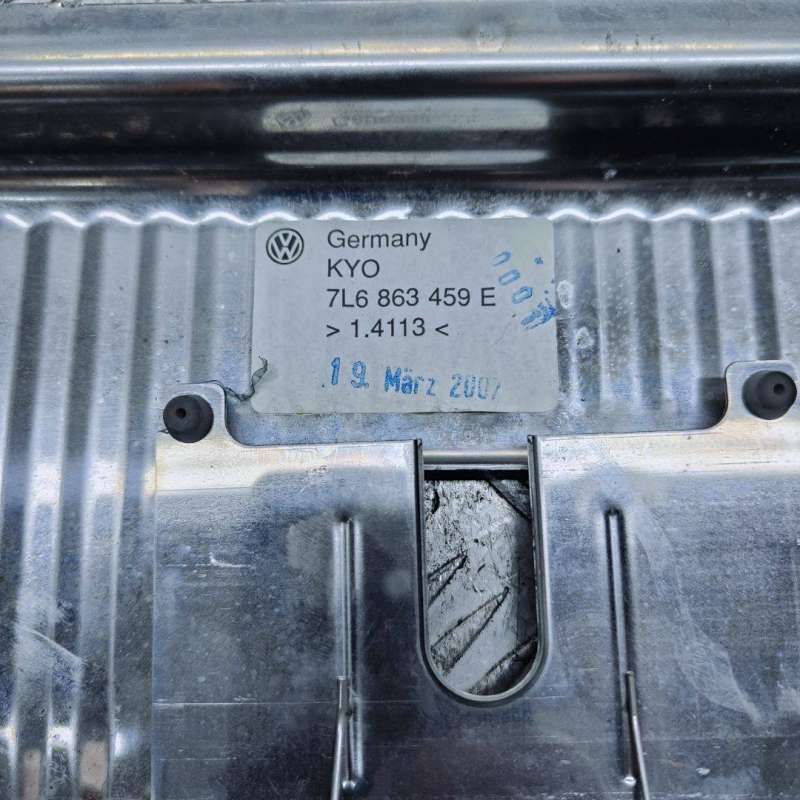 Germany
KYO
7L6 863 459 E
> 1.4113 <
19. März 2007